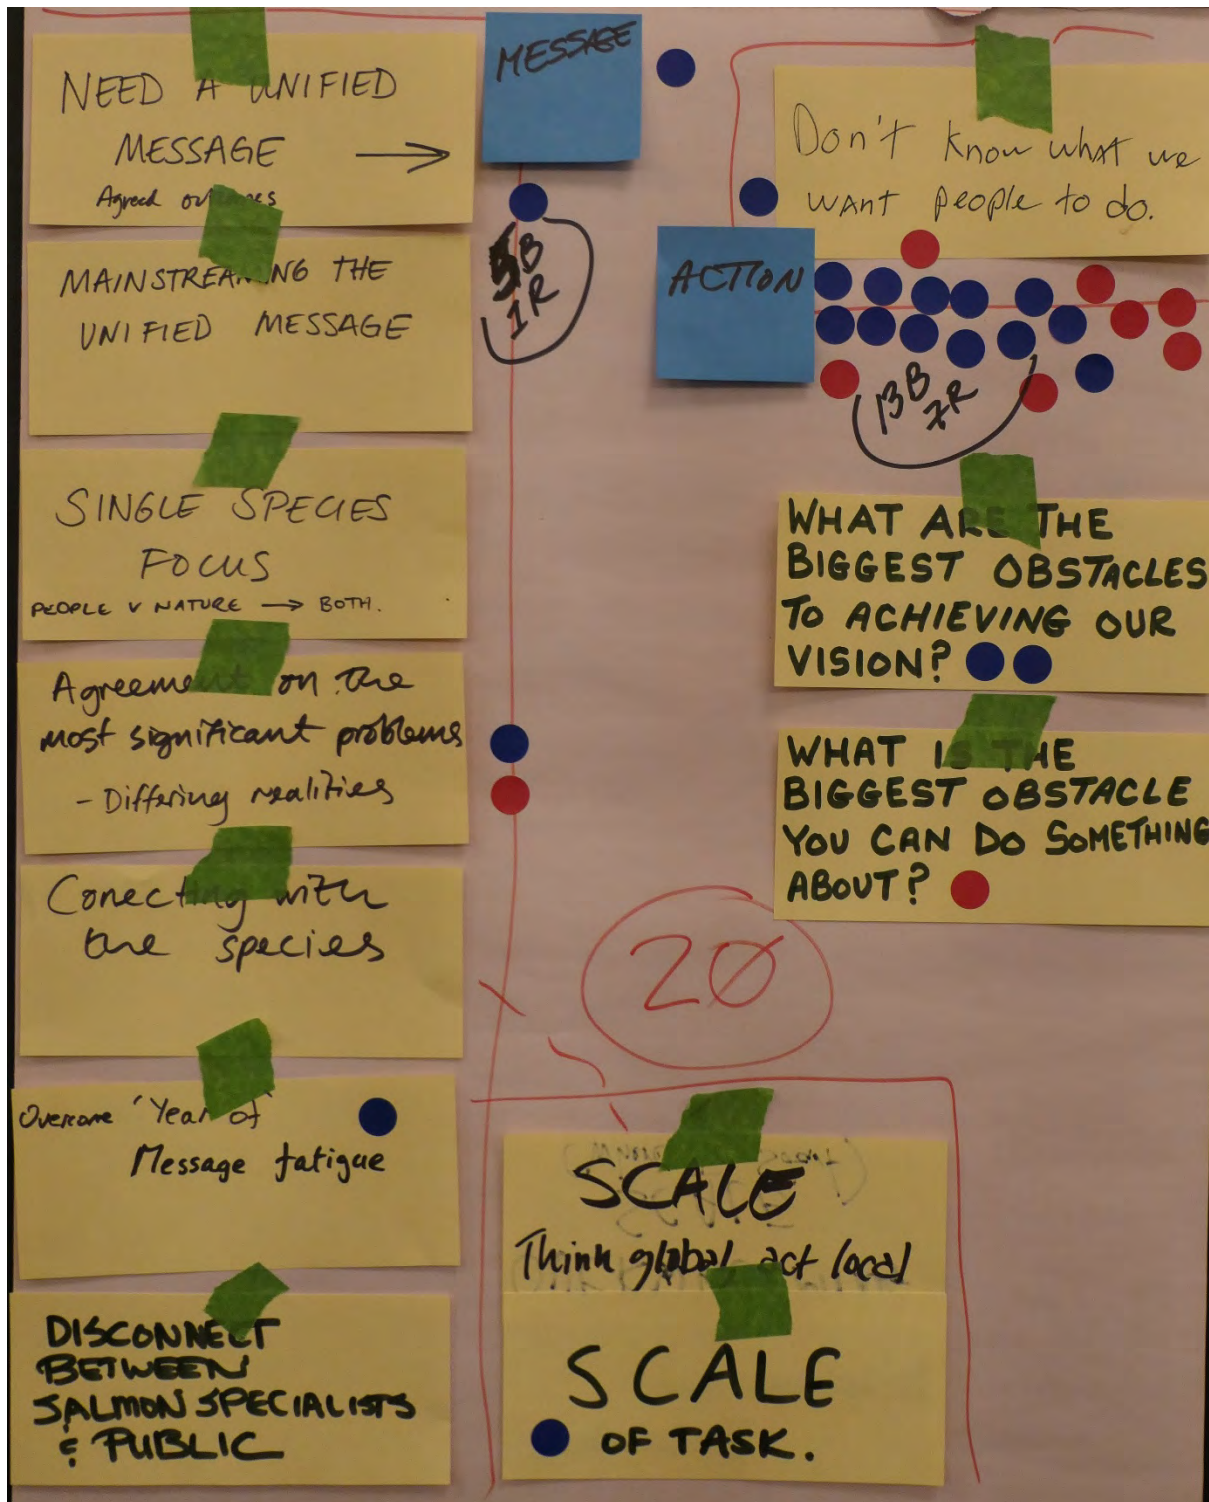 NEED A UNIFIED
MESSAGE →
Agreed outcomes
MAINSTREAMING THE
UNIFIED MESSAGE
SINGLE SPECIES
FOCUS
PEOPLE V NATURE → BOTH.
Agreement on the
most significant problems
- Differing realities
Conecting with
the species
Overcome 'Year of'
Message fatigue
DISCONNECT
BETWEEN
SALMON SPECIALISTS
& PUBLIC
MESSAGE
5B
1R
Don't know what we
want people to do.
ACTION
13B
7R
WHAT ARE THE
BIGGEST OBSTACLES
TO ACHIEVING OUR
VISION?
WHAT IS THE
BIGGEST OBSTACLE
YOU CAN DO SOMETHING
ABOUT?
20
SCALE
Think global act local
SCALE
OF TASK.